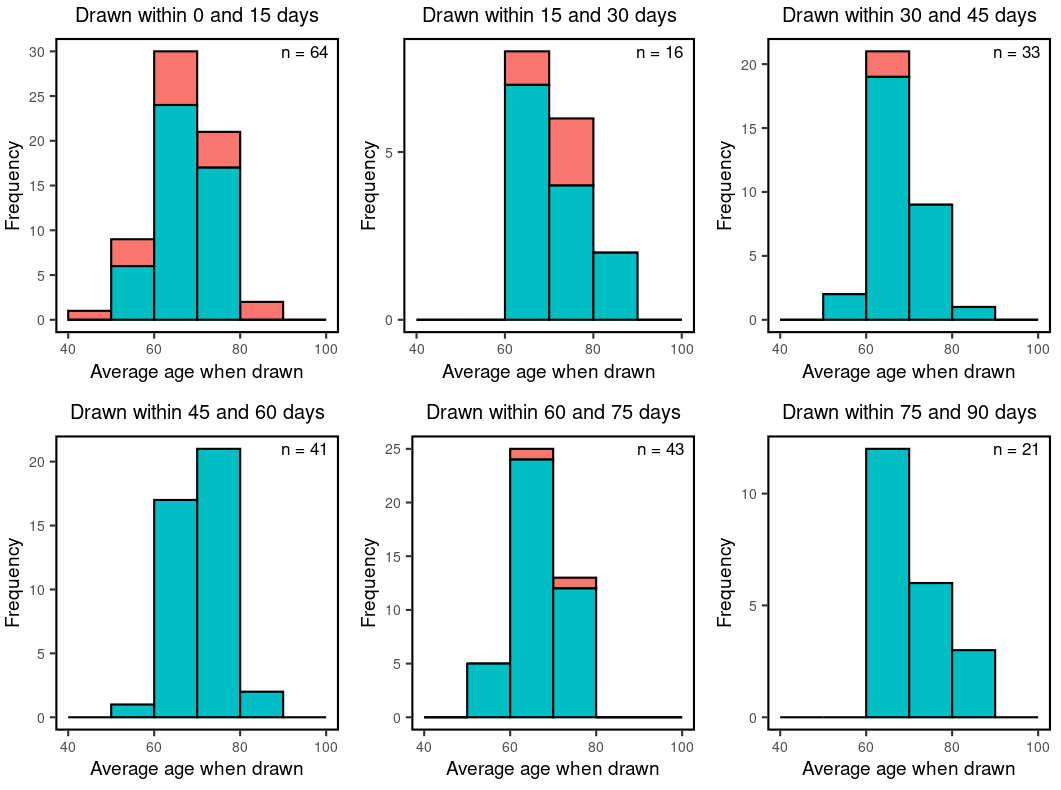 Drawn within 0 and 15 days
n = 64
30
25
20
15
10
5
0
Frequency
40 60 80 100
Average age when drawn
Drawn within 15 and 30 days
n = 16
5
0
Frequency
40 60 80 100
Average age when drawn
Drawn within 30 and 45 days
n = 33
20
15
10
5
0
Frequency
40 60 80 100
Average age when drawn
Drawn within 45 and 60 days
n = 41
20
15
10
5
0
Frequency
40 60 80 100
Average age when drawn
Drawn within 60 and 75 days
n = 43
25
20
15
10
5
0
Frequency
40 60 80 100
Average age when drawn
Drawn within 75 and 90 days
n = 21
10
5
0
Frequency
40 60 80 100
Average age when drawn